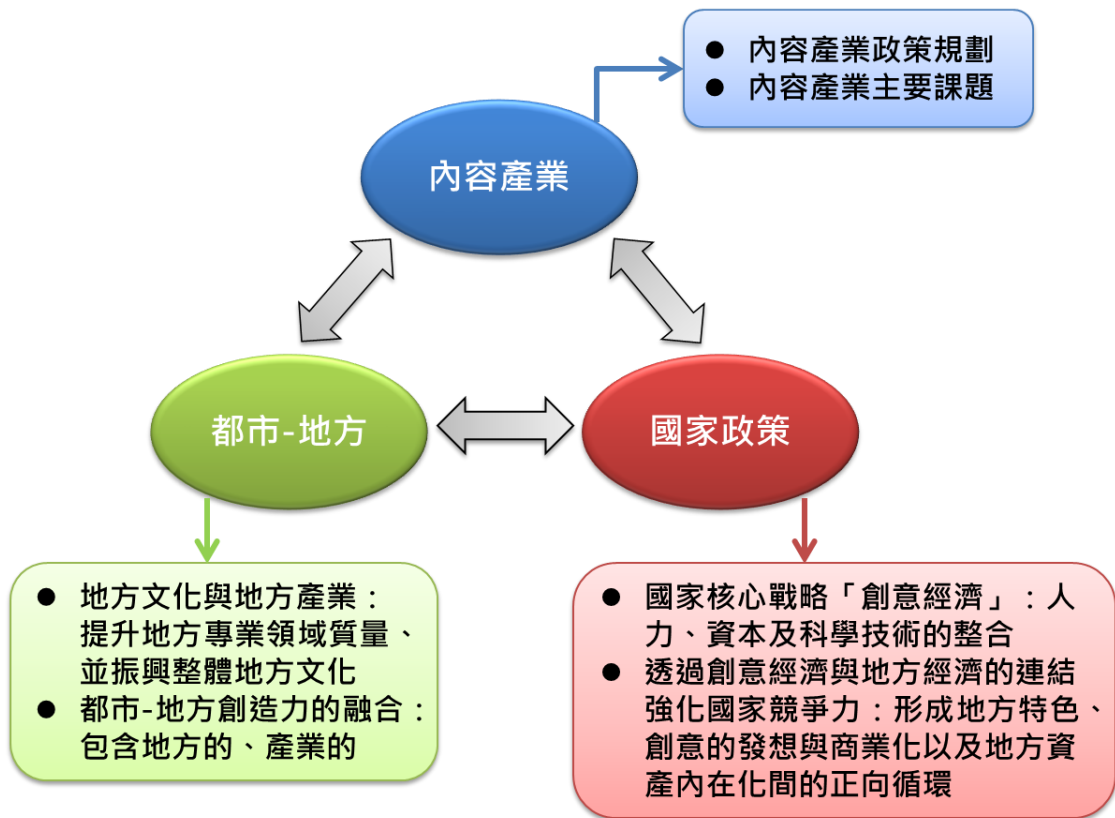 ● 內容產業政策規劃
● 內容產業主要課題
內容產業
都市-地方
國家政策
● 地方文化與地方產業：
提升地方專業領域質量、
並振興整體地方文化
● 都市-地方創造力的融合：
包含地方的、產業的
● 國家核心戰略「創意經濟」：人
力、資本及科學技術的整合
● 透過創意經濟與地方經濟的連結
強化國家競爭力：形成地方特色、
創意的發想與商業化以及地方資
產內在化間的正向循環